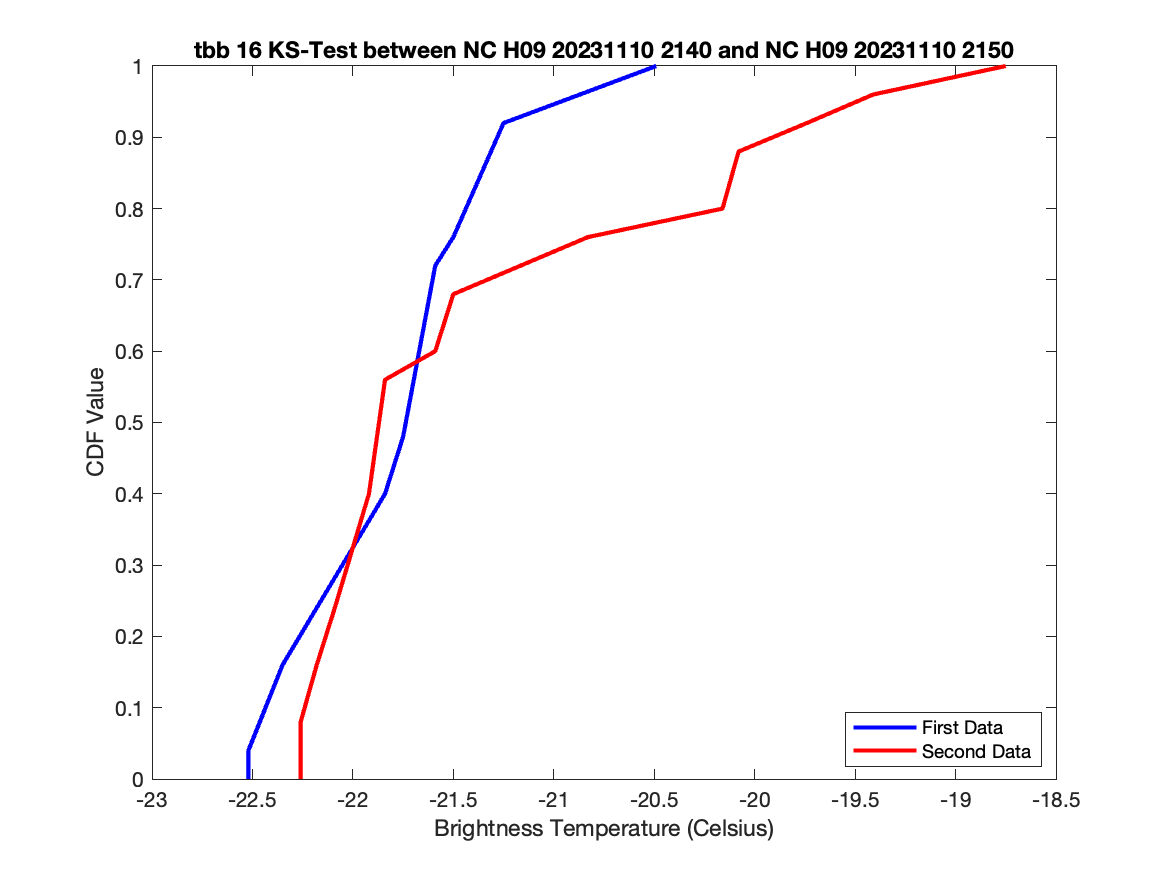 tbb 16 KS-Test between NC H09 20231110 2140 and NC H09 20231110 2150
1
0.9
0.8
0.7
0.6
0.5
0.4
0.3
0.2
0.1
0
CDF Value
First Data
Second Data
-23 -22.5 -22 -21.5 -21 -20.5 -20 -19.5 -19 -18.5
Brightness Temperature (Celsius)